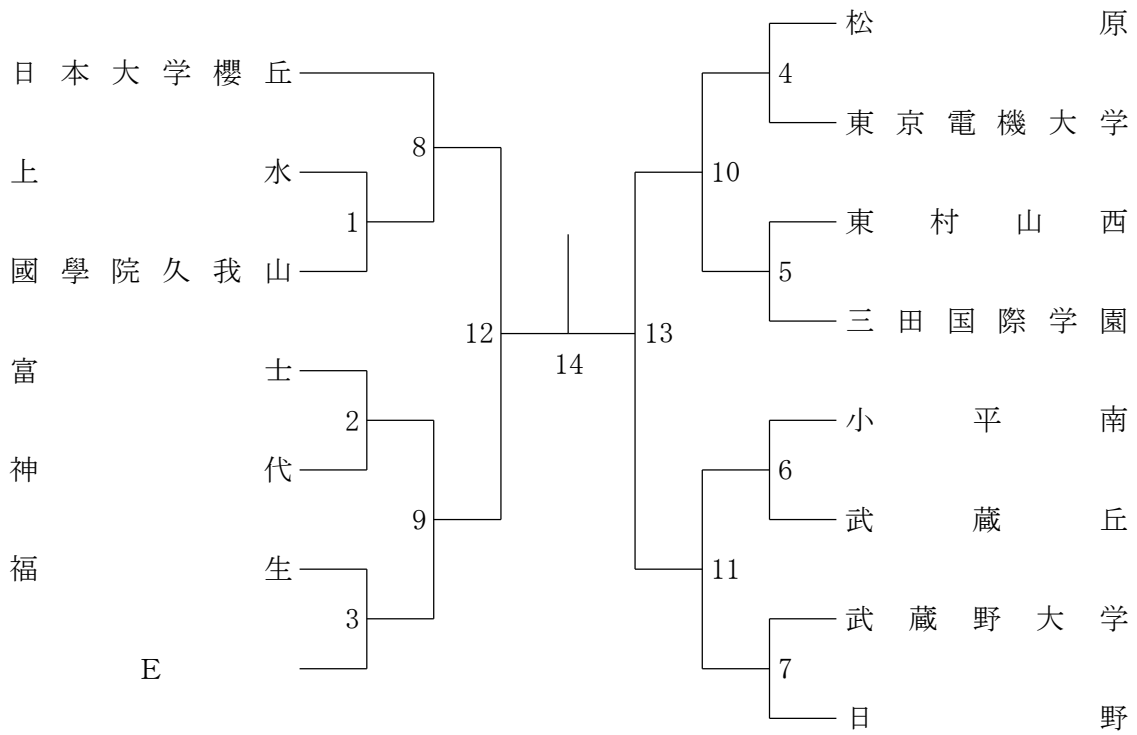 日本大学櫻丘
上水
國學院久我山
富士
神代
福生
E
1
2
3
8
9
12
14
13
10
11
4
5
6
7
松原
東京電機大学
東村山西
三田国際学園
小平南
武蔵丘
武蔵野大学
日野